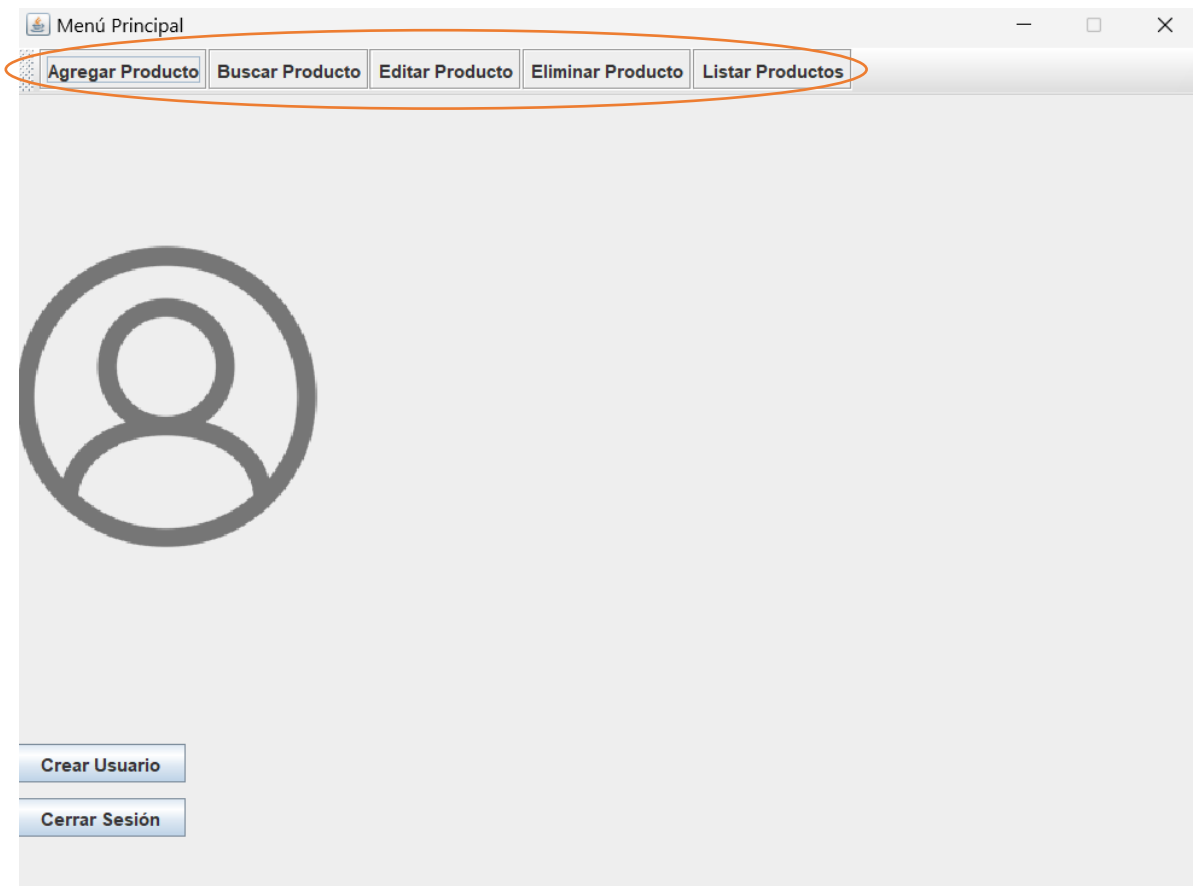 Menú Principal
Agregar Producto Buscar Producto Editar Producto Eliminar Producto Listar Productos
Crear Usuario
Cerrar Sesión